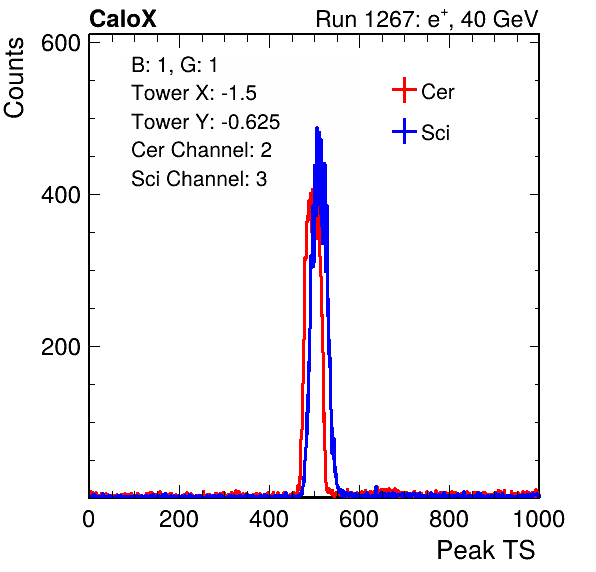 CaloX Run 1267: e⁺, 40 GeV
600
Counts
B: 1, G: 1
Tower X: -1.5
Tower Y: -0.625
Cer Channel: 2
Sci Channel: 3
Cer
Sci
400
200
0 200 400 600 800 1000
Peak TS